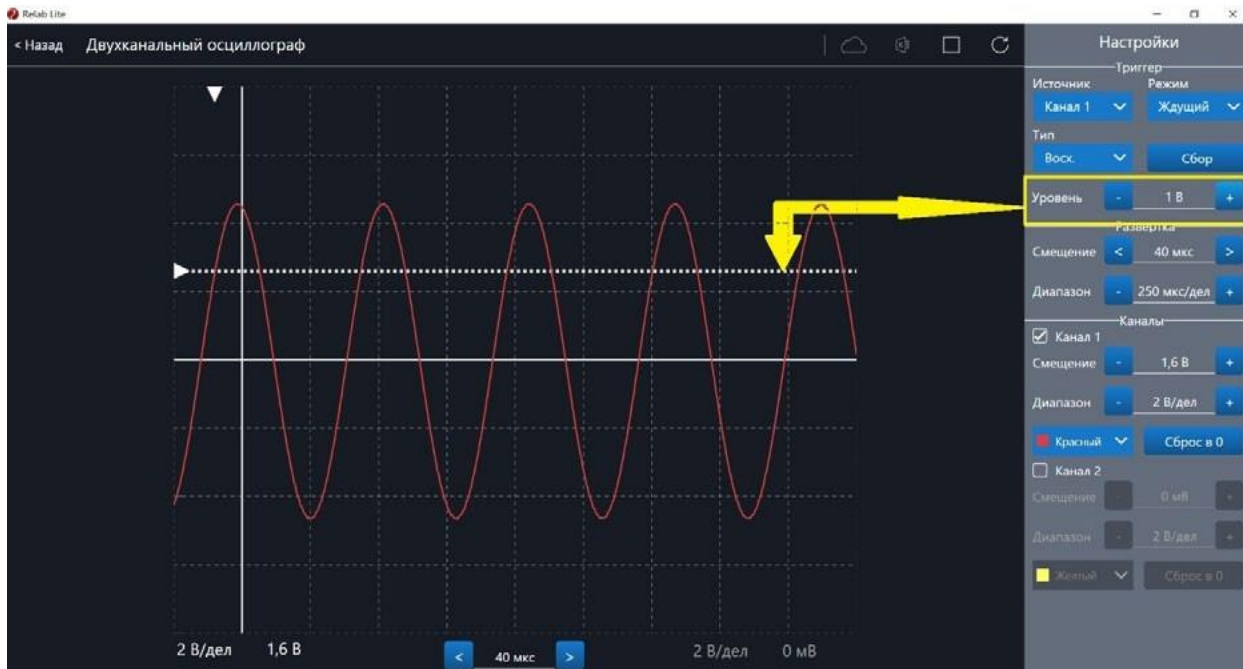 Relab Lite
< Назад Двухканальный осциллограф
Настройки
Триггер
Источник Режим
Канал 1 Ждущий
Тип
Восх. Сбор
Уровень - 1 В +
Развертка
Смещение < 40 мкс >
Диапазон - 250 мкс/дел +
Каналы
Канал 1
Смещение - 1,6 В +
Диапазон - 2 В/дел +
Красный Сброс в 0
Канал 2
Смещение - 0 мВ +
Диапазон - 2 В/дел +
Желтый Сброс в 0
2 В/дел 1,6 В < 40 мкс > 2 В/дел 0 мВ